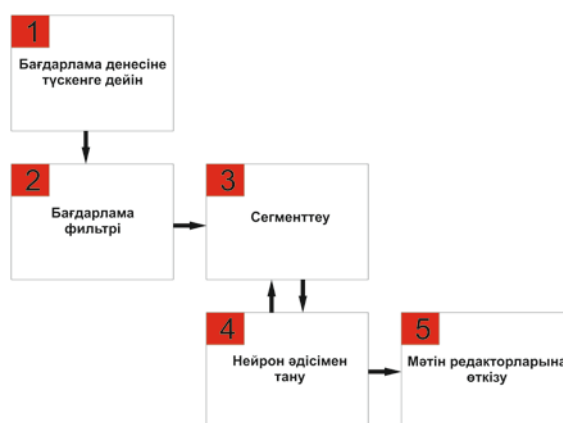 1
Бағдарлама денесіне
түскенге дейін
2
Бағдарлама
фильтрі
3
Сегменттеу
4
Нейрон әдісімен
тану
5
Мәтін редакторларына
өткізу